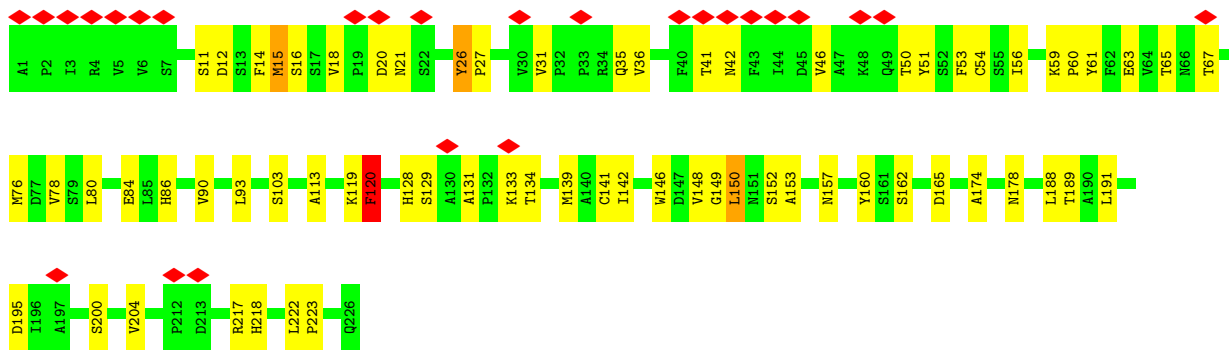 A1 P2 I3 R4 V5 V6 S7 S11 D12 S13 F14 M15 S16 S17 V18 P19 D20 N21 S22 Y26 P27 V30 V31 P32 P33 R34 Q35 V36 F40 T41 N42 F43 I44 D45 V46 A47 K48 Q49 T50 Y51 S52 F53 C54 S55 I56 K59 P60 Y61 F62 E63 V64 T65 N66 T67
M76 D77 V78 S79 L80 E84 L85 H86 V90 L93 S103 A113 K119 F120 H128 S129 A130 A131 P132 K133 T134 M139 A140 C141 I142 W146 D147 V148 G149 L150 N151 S152 A153 N157 Y160 S161 S162 D165 A174 N178 L188 T189 A190 L191
D195 I196 A197 S200 V204 P212 D213 R217 H218 L222 P223 Q226